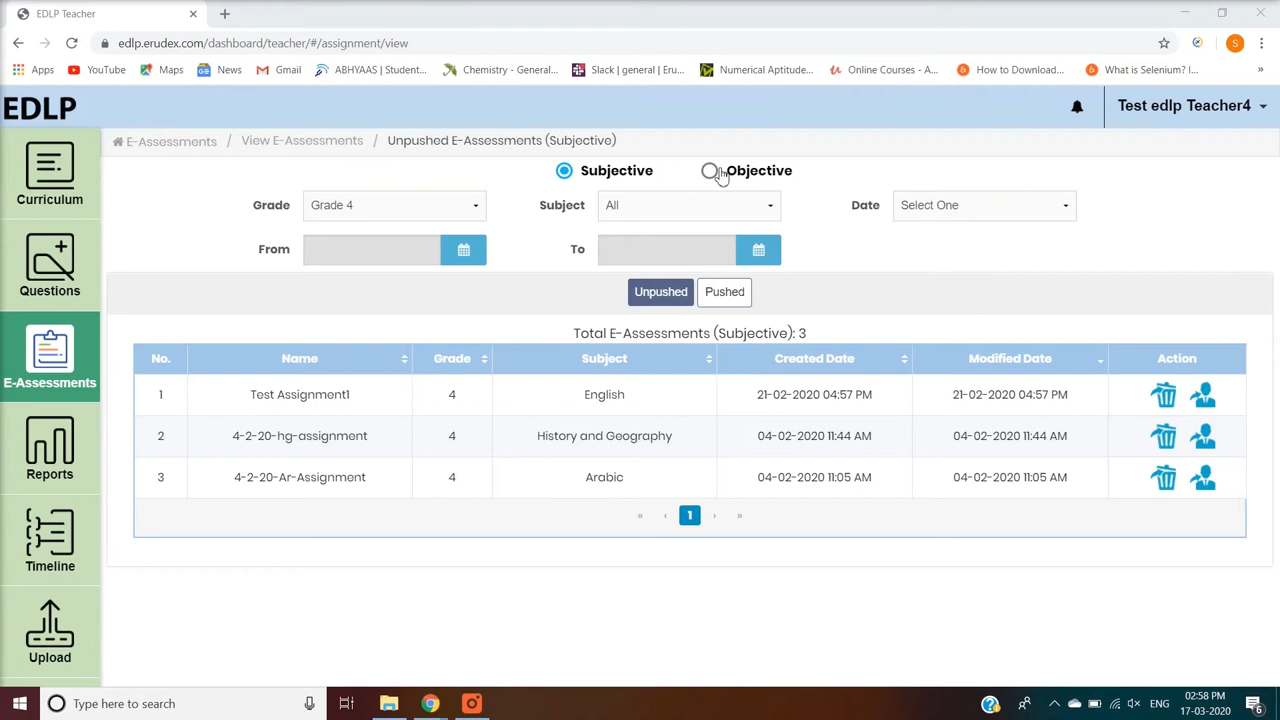 EDLP Teacher
edlp.erudex.com/dashboard/teacher/#/assignment/view
S
Apps YouTube Maps News Gmail ABHYAAS | Student... Chemistry - General... Slack | general | Eru... Numerical Aptitude... Online Courses - A... How to Download... What is Selenium? I... »
EDLP
Test edlp Teacher4
E-Assessments / View E-Assessments / Unpushed E-Assessments (Subjective)
Subjective Objective
Grade Grade 4 Subject All Date Select One
From To
Unpushed Pushed
Total E-Assessments (Subjective): 3
No. Name Grade Subject Created Date Modified Date Action
1 Test Assignment1 4 English 21-02-2020 04:57 PM 21-02-2020 04:57 PM
2 4-2-20-hg-assignment 4 History and Geography 04-02-2020 11:44 AM 04-02-2020 11:44 AM
3 4-2-20-Ar-Assignment 4 Arabic 04-02-2020 11:05 AM 04-02-2020 11:05 AM
« ‹ 1 › »
Curriculum
Questions
E-Assessments
Reports
Timeline
Upload
Type here to search
ENG
02:58 PM
17-03-2020
6